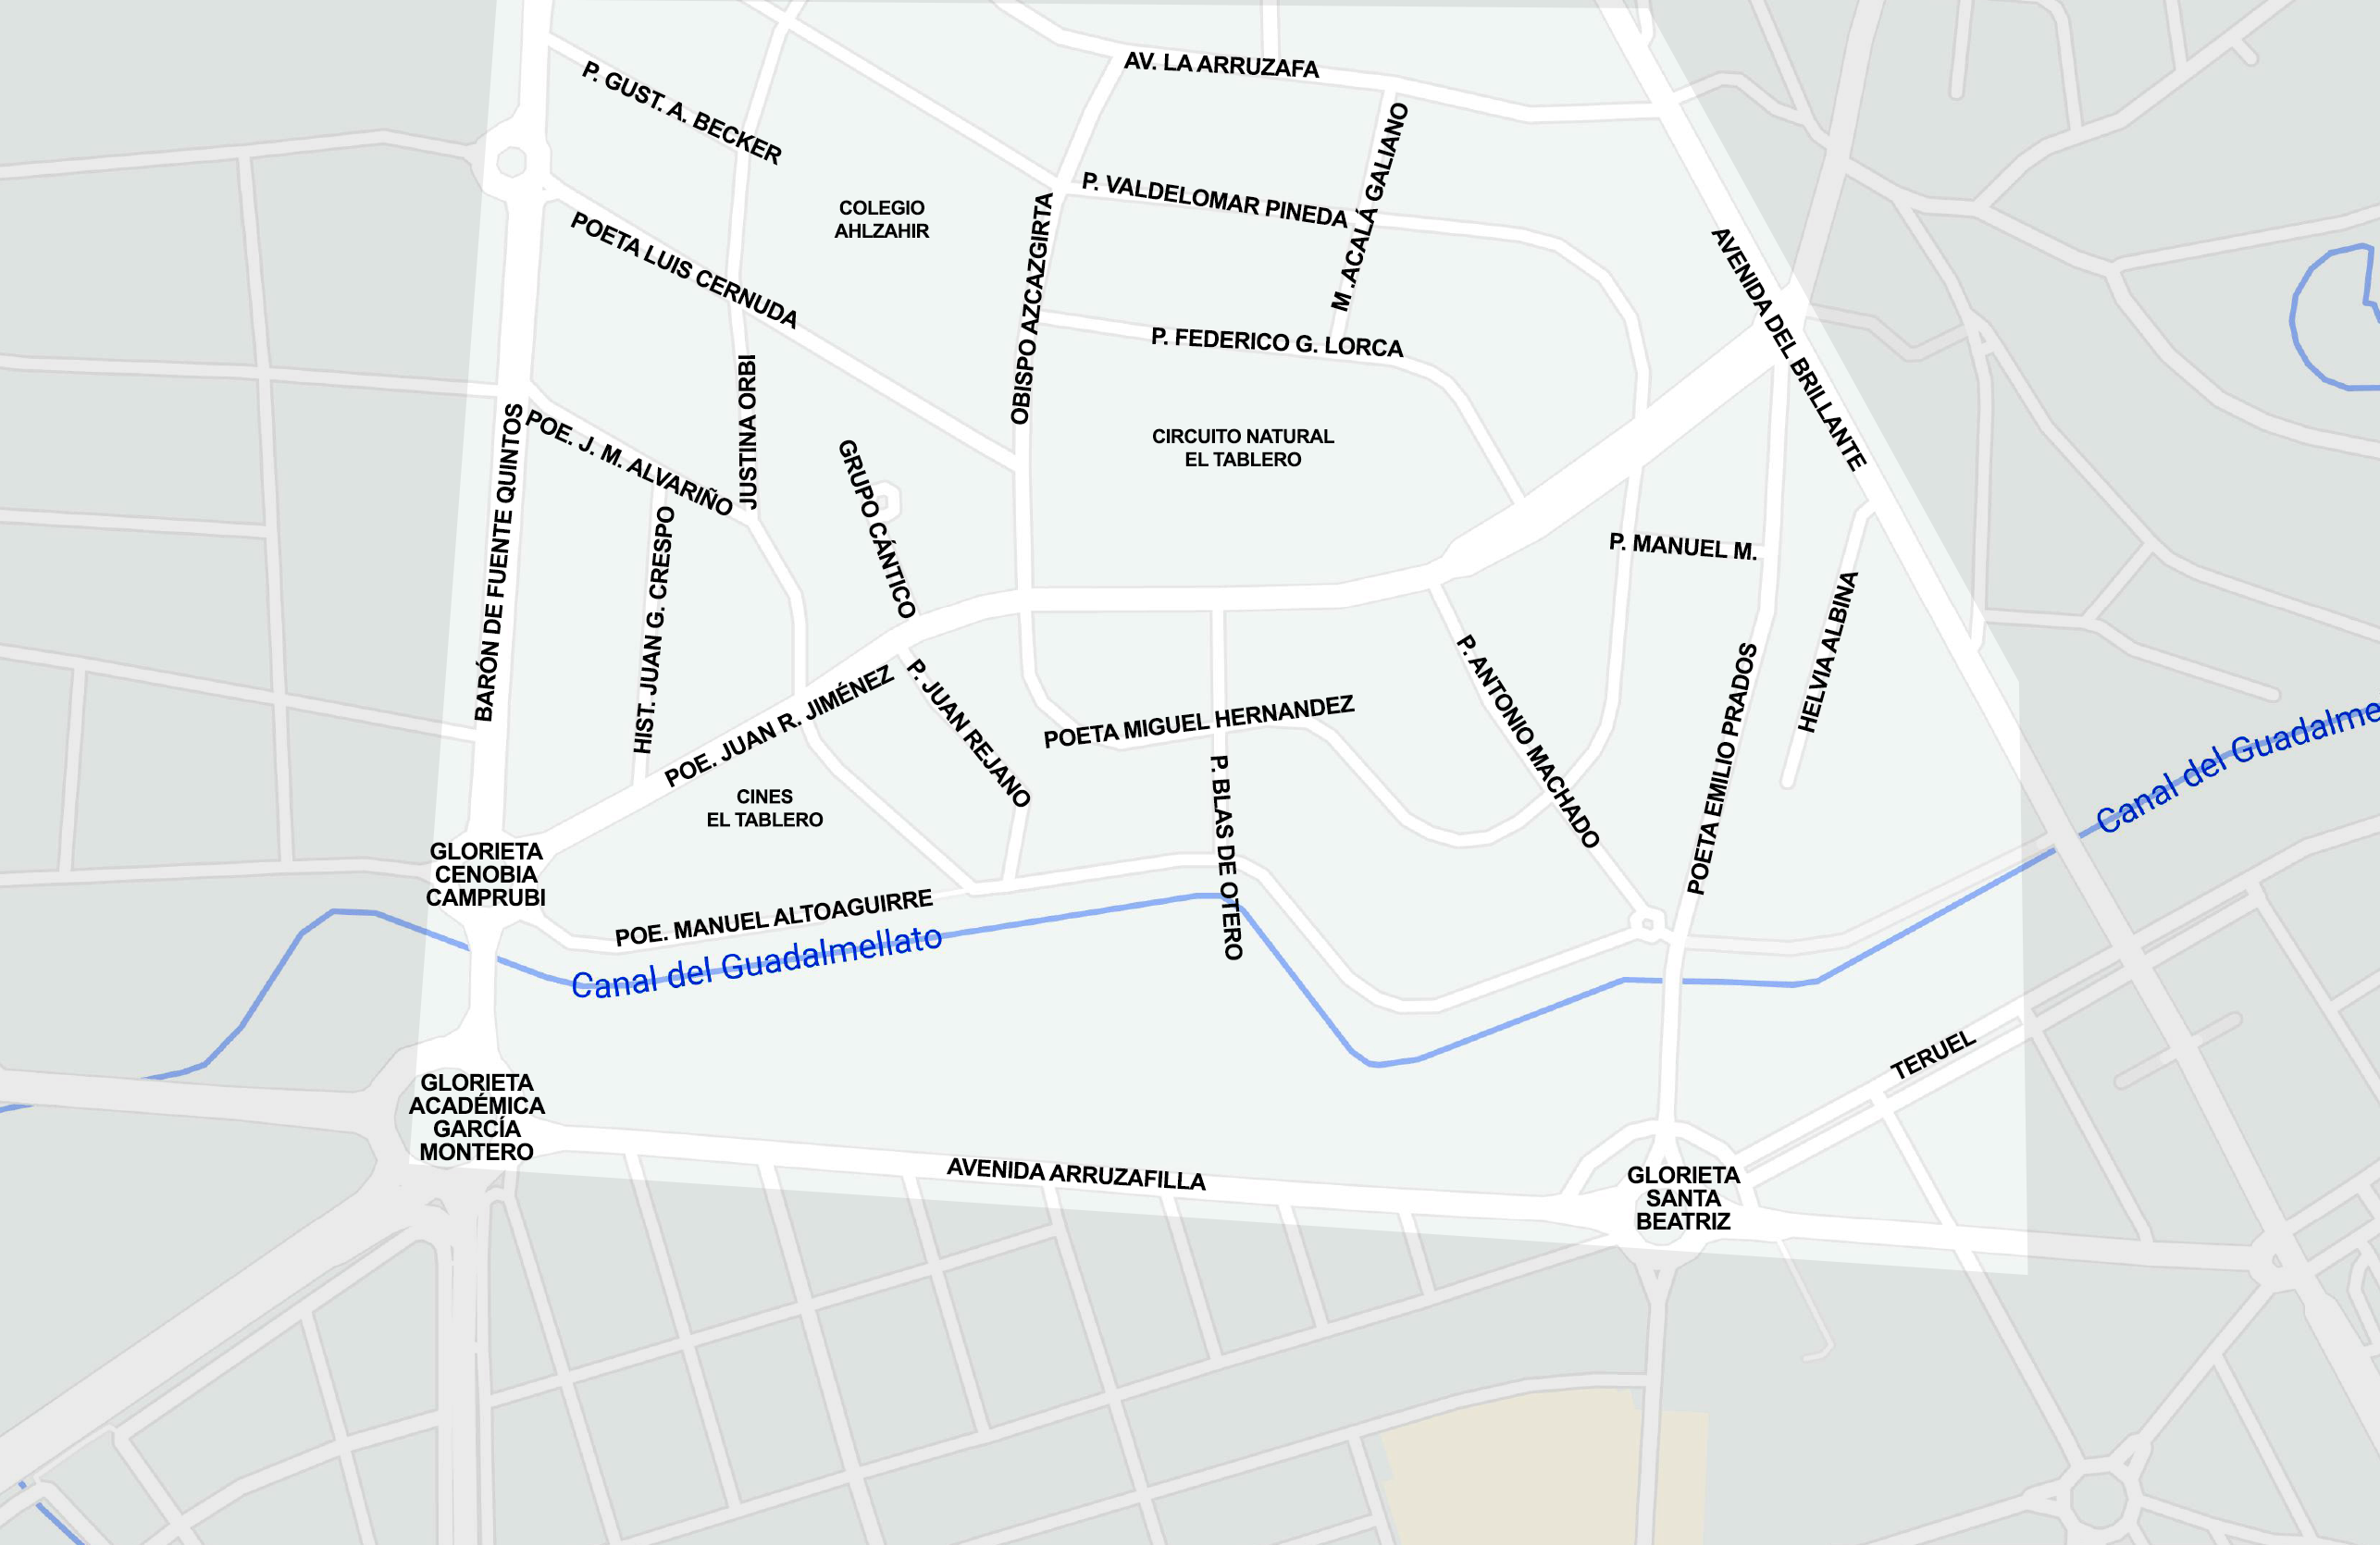 AV. LA ARRUZAFA
P. GUST. A. BECKER
M .ACALÁ GALIANO
P. VALDELOMAR PINEDA
COLEGIO
AHLZAHIR
POETA LUIS CERNUDA
OBISPO AZCAZGIRTA
AVENIDA DEL BRILLANTE
P. FEDERICO G. LORCA
JUSTINA ORBI
POE. J. M. ALVARIÑO
BARÓN DE FUENTE QUINTOS
CIRCUITO NATURAL
EL TABLERO
GRUPO CÁNTICO
HIST. JUAN G. CRESPO
P. MANUEL M.
HELVIA ALBINA
P. ANTONIO MACHADO
POETA EMILIO PRADOS
POE. JUAN R. JIMÉNEZ
P. JUAN REJANO
POETA MIGUEL HERNANDEZ
P. BLAS DE OTERO
Canal del Guadalme
CINES
EL TABLERO
GLORIETA
CENOBIA
CAMPRUBI
POE. MANUEL ALTOAGUIRRE
Canal del Guadalmellato
TERUEL
GLORIETA
ACADÉMICA
GARCÍA
MONTERO
AVENIDA ARRUZAFILLA
GLORIETA
SANTA
BEATRIZ